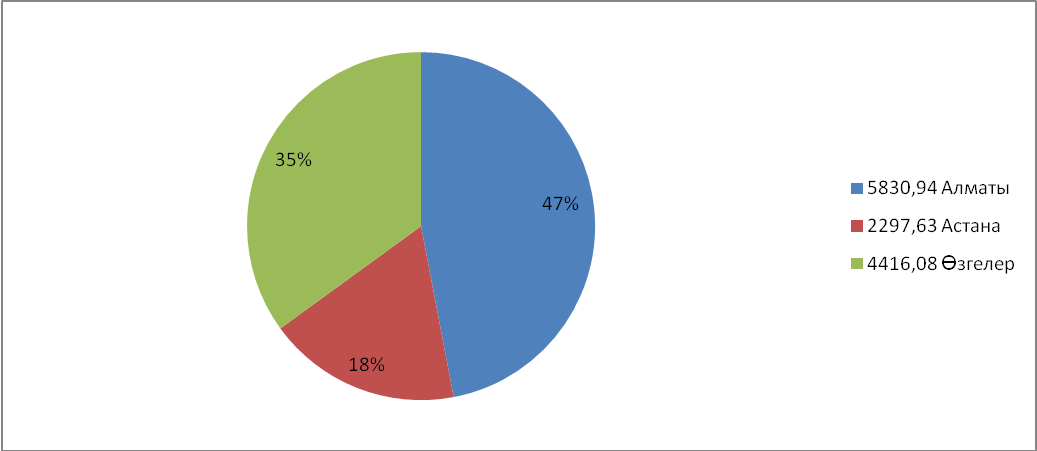 35%
47%
18%
5830,94 Алматы
2297,63 Астана
4416,08 Өзгелер